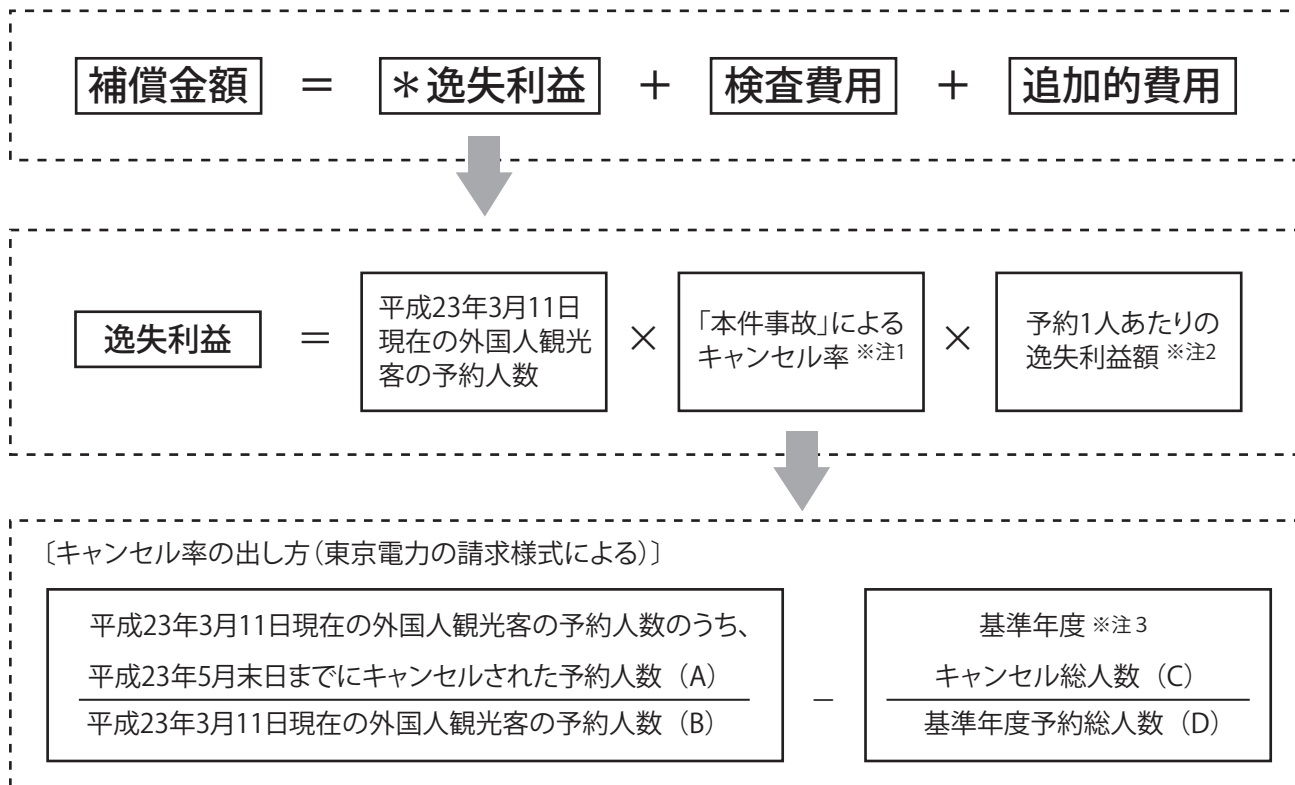 補償金額 ＝ ＊逸失利益 ＋ 検査費用 ＋ 追加的費用
逸失利益 ＝ 平成23年3月11日
現在の外国人観光
客の予約人数 × 「本件事故」による
キャンセル率 ※注1 × 予約1人あたりの
逸失利益額 ※注2
〔キャンセル率の出し方（東京電力の請求様式による）〕
平成23年3月11日現在の外国人観光客の予約人数のうち、
平成23年5月末日までにキャンセルされた予約人数（A）
平成23年3月11日現在の外国人観光客の予約人数（B）
－
基準年度 ※注3
キャンセル総人数（C）
基準年度予約総人数（D）